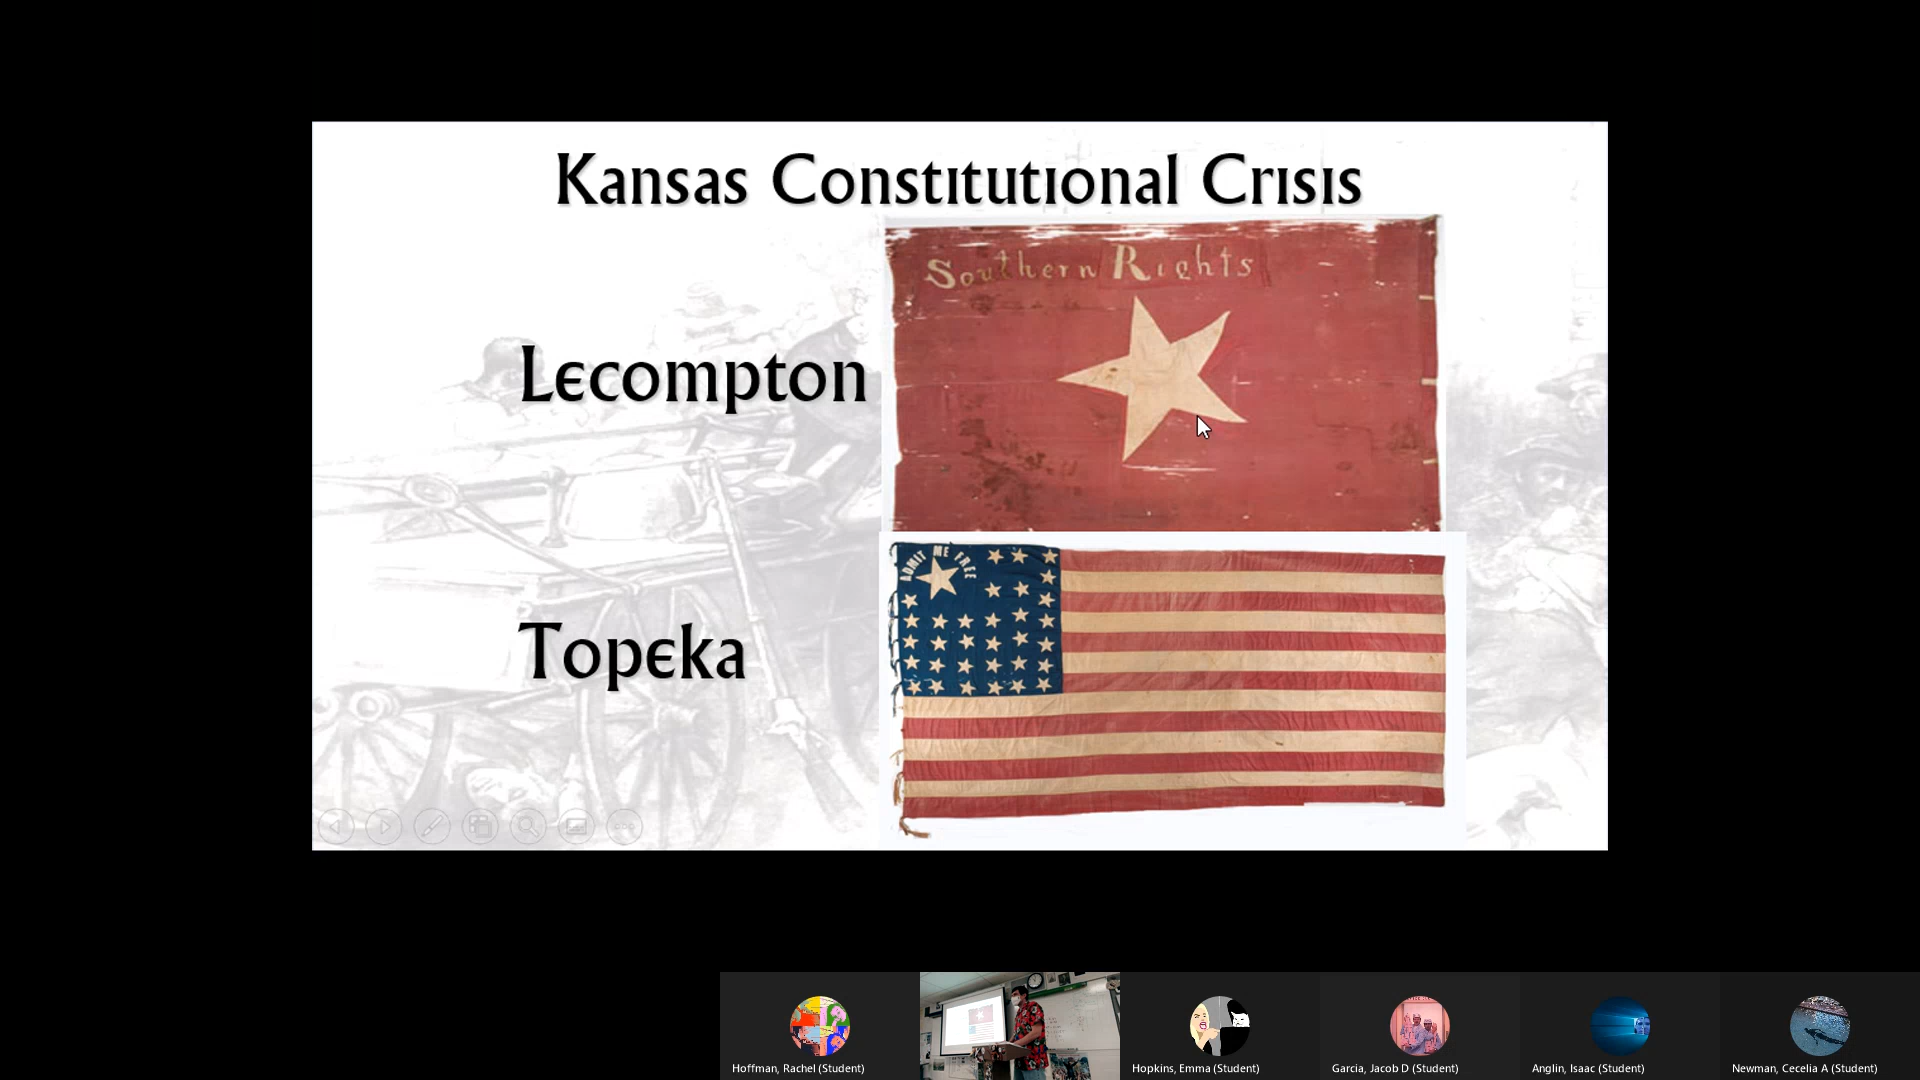 Kansas Constitutional Crisis
Southern Rights
Lecompton
ADMIT ME FREE
Topeka
Hoffman, Rachel (Student)
Hopkins, Emma (Student)
Garcia, Jacob D (Student)
Anglin, Isaac (Student)
Newman, Cecelia A (Student)